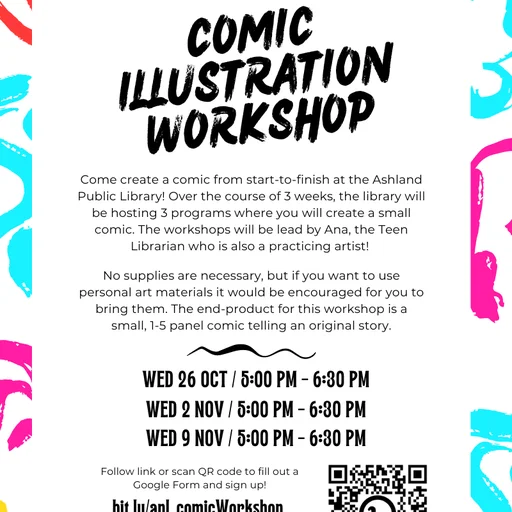 COMIC
ILLUSTRATION
WORKSHOP
Come create a comic from start-to-finish at the Ashland
Public Library! Over the course of 3 weeks, the library will
be hosting 3 programs where you will create a small
comic. The workshops will be lead by Ana, the Teen
Librarian who is also a practicing artist!
No supplies are necessary, but if you want to use
personal art materials it would be encouraged for you to
bring them. The end-product for this workshop is a
small, 1-5 panel comic telling an original story.
WED 26 OCT / 5:00 PM - 6:30 PM
WED 2 NOV / 5:00 PM - 6:30 PM
WED 9 NOV / 5:00 PM - 6:30 PM
Follow link or scan QR code to fill out a
Google Form and sign up!
bit.ly/apl_comicWorkshop